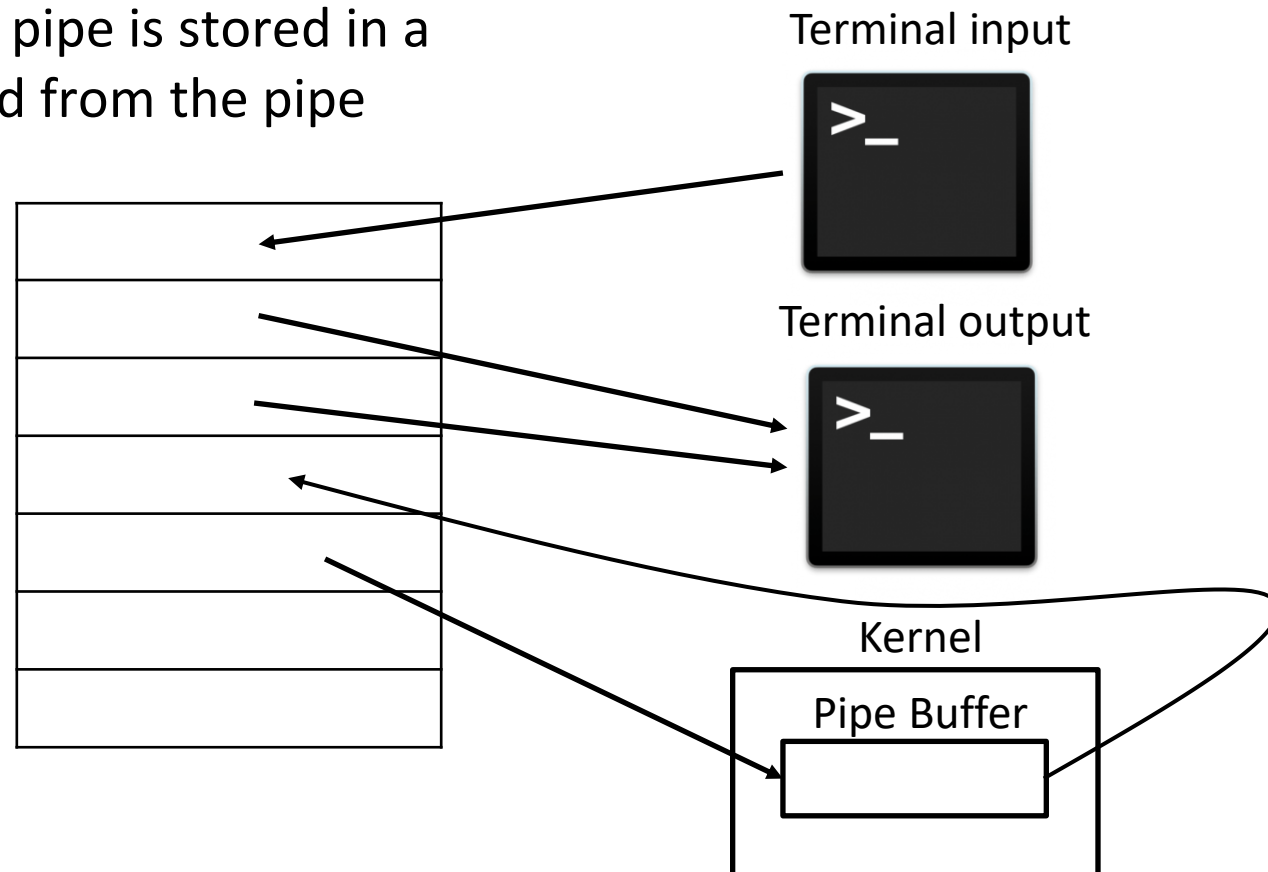 pipe is stored in a
d from the pipe
Terminal input
>_
Terminal output
>_
Kernel
Pipe Buffer